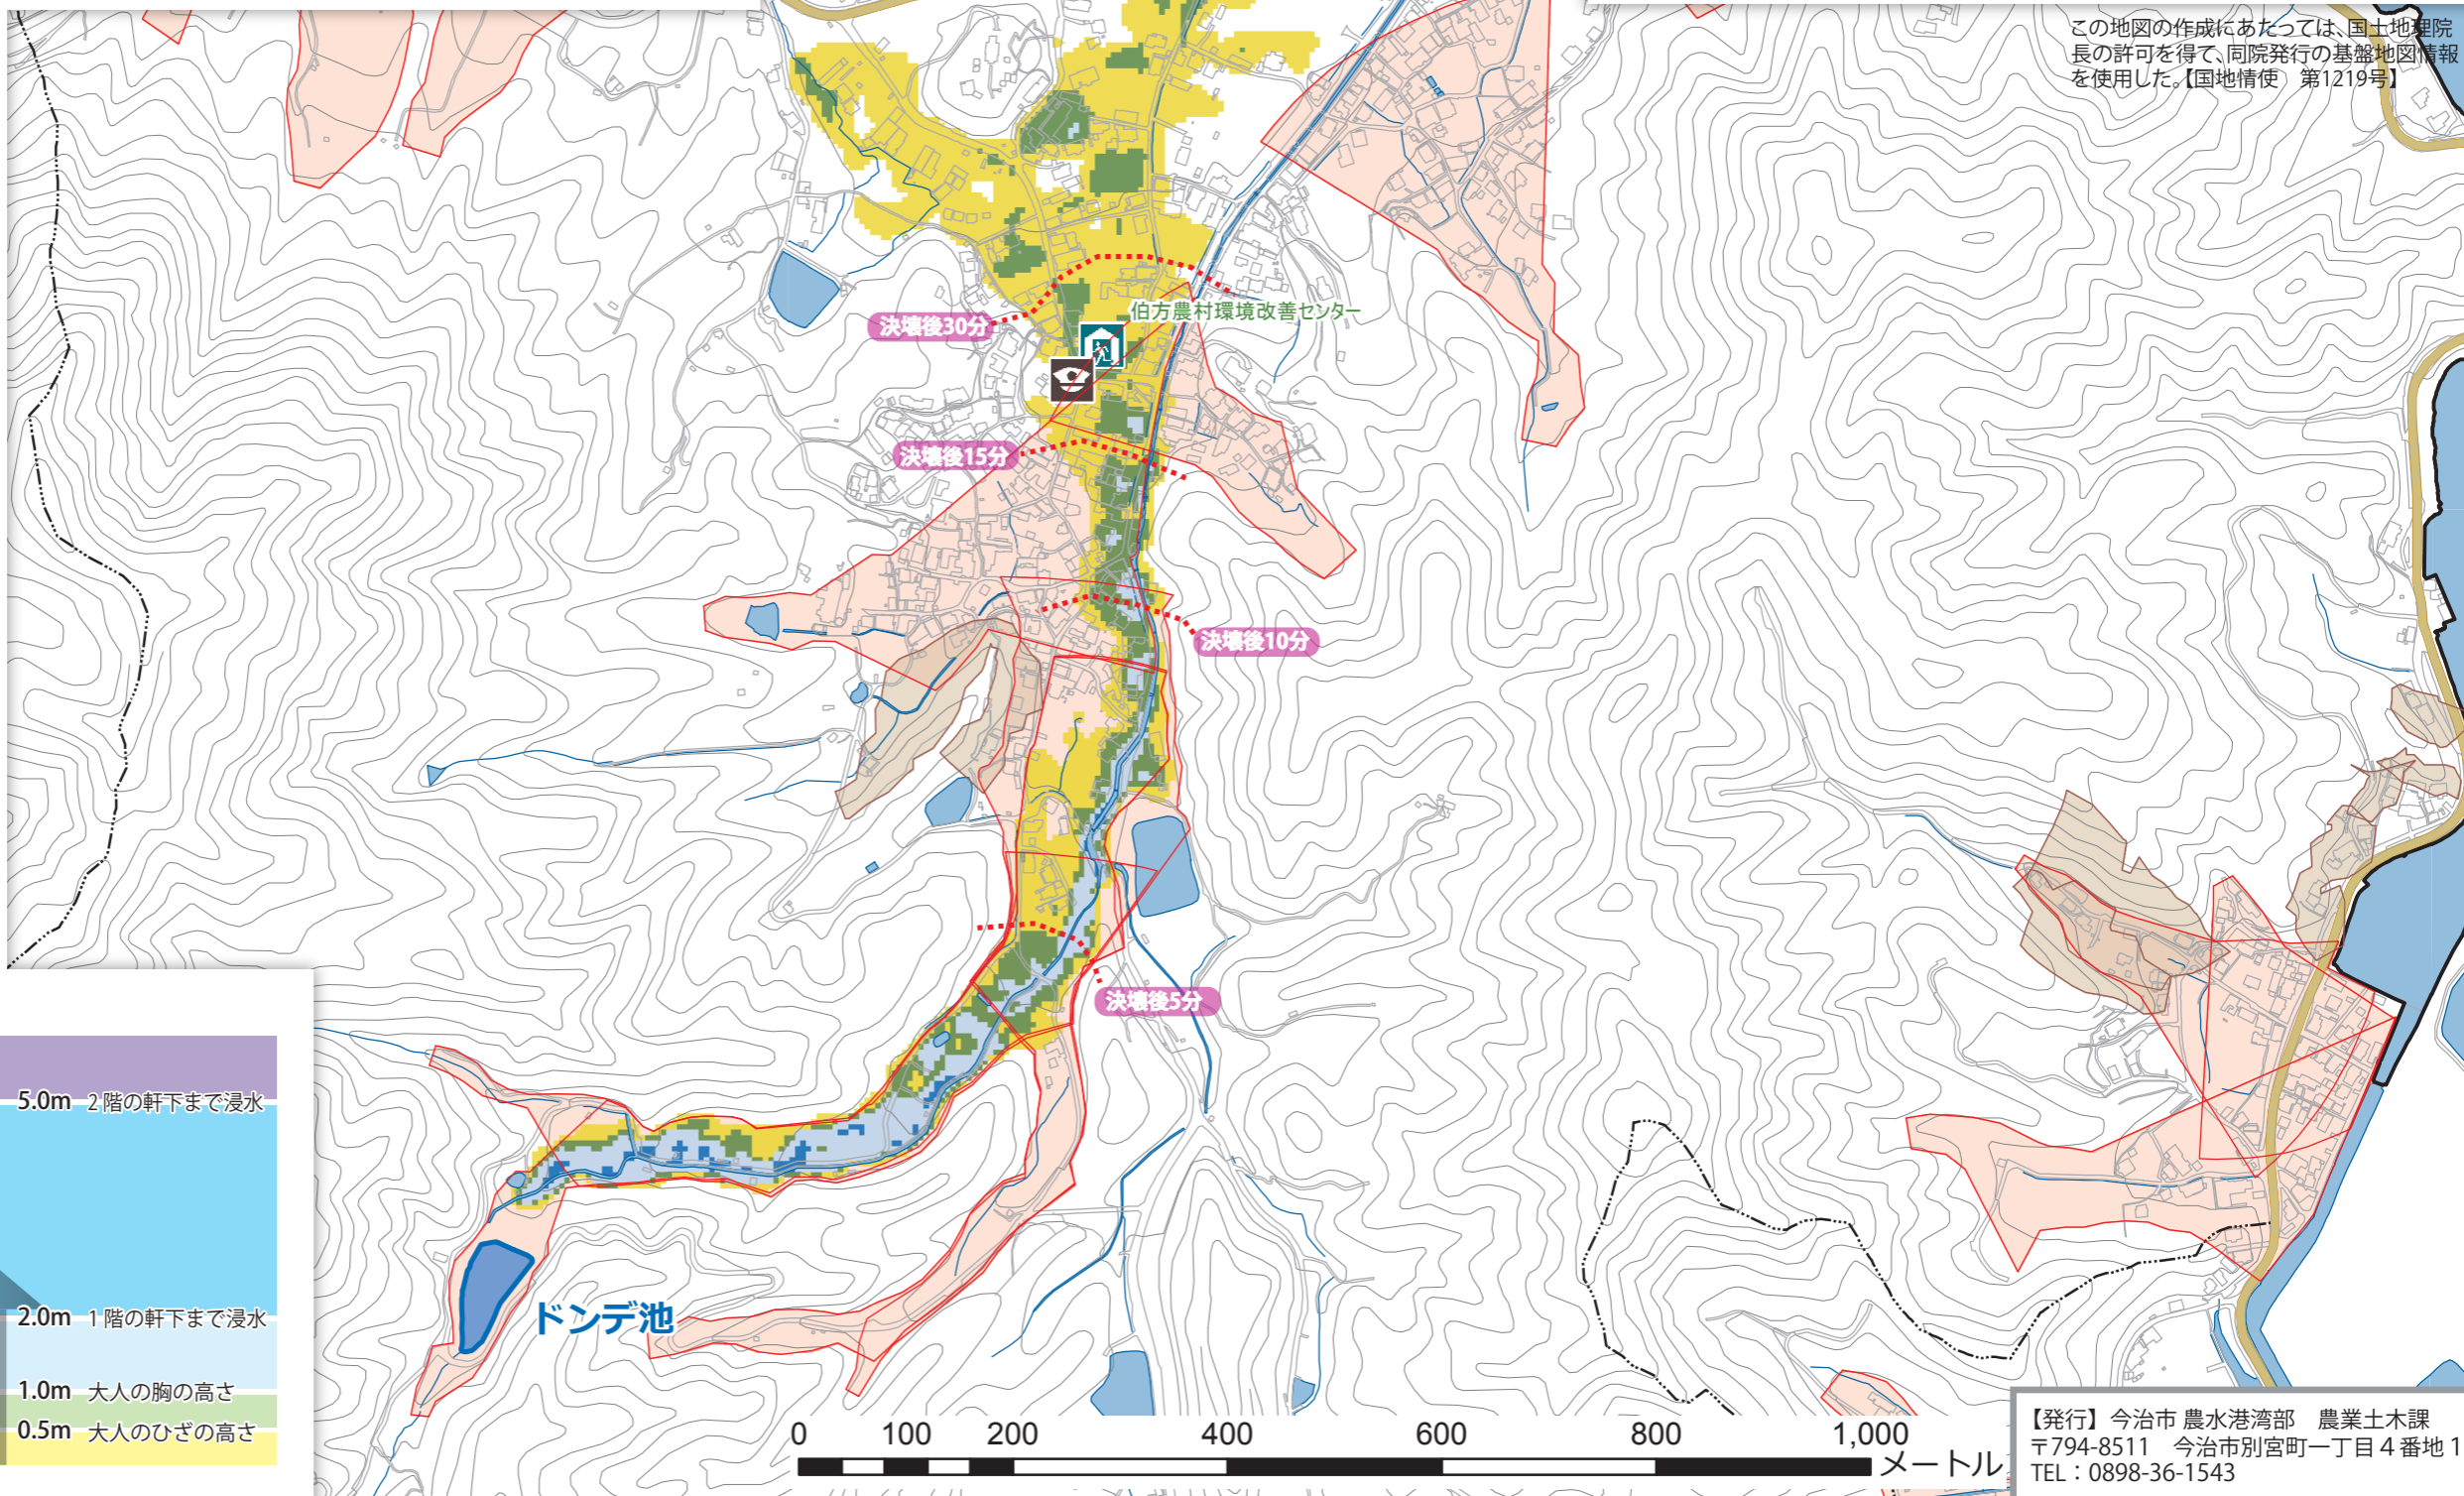 この地図の作成にあたっては、国土地理院
長の許可を得て、同院発行の基盤地図情報
を使用した。【国地情使　第1219号】
伯方農村環境改善センター
決壊後30分
決壊後15分
決壊後10分
決壊後5分
ドンデ池
5.0m 2階の軒下まで浸水
2.0m 1階の軒下まで浸水
1.0m 大人の胸の高さ
0.5m 大人のひざの高さ
0 100 200 400 600 800 1,000
メートル
【発行】今治市 農水港湾部　農業土木課
〒794-8511　今治市別宮町一丁目4番地1
TEL：0898-36-1543